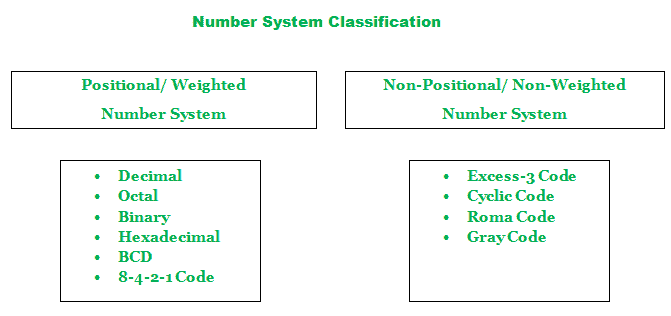 Number System Classification
Positional/ Weighted
Number System
• Decimal
• Octal
• Binary
• Hexadecimal
• BCD
• 8-4-2-1 Code
Non-Positional/ Non-Weighted
Number System
• Excess-3 Code
• Cyclic Code
• Roma Code
• Gray Code